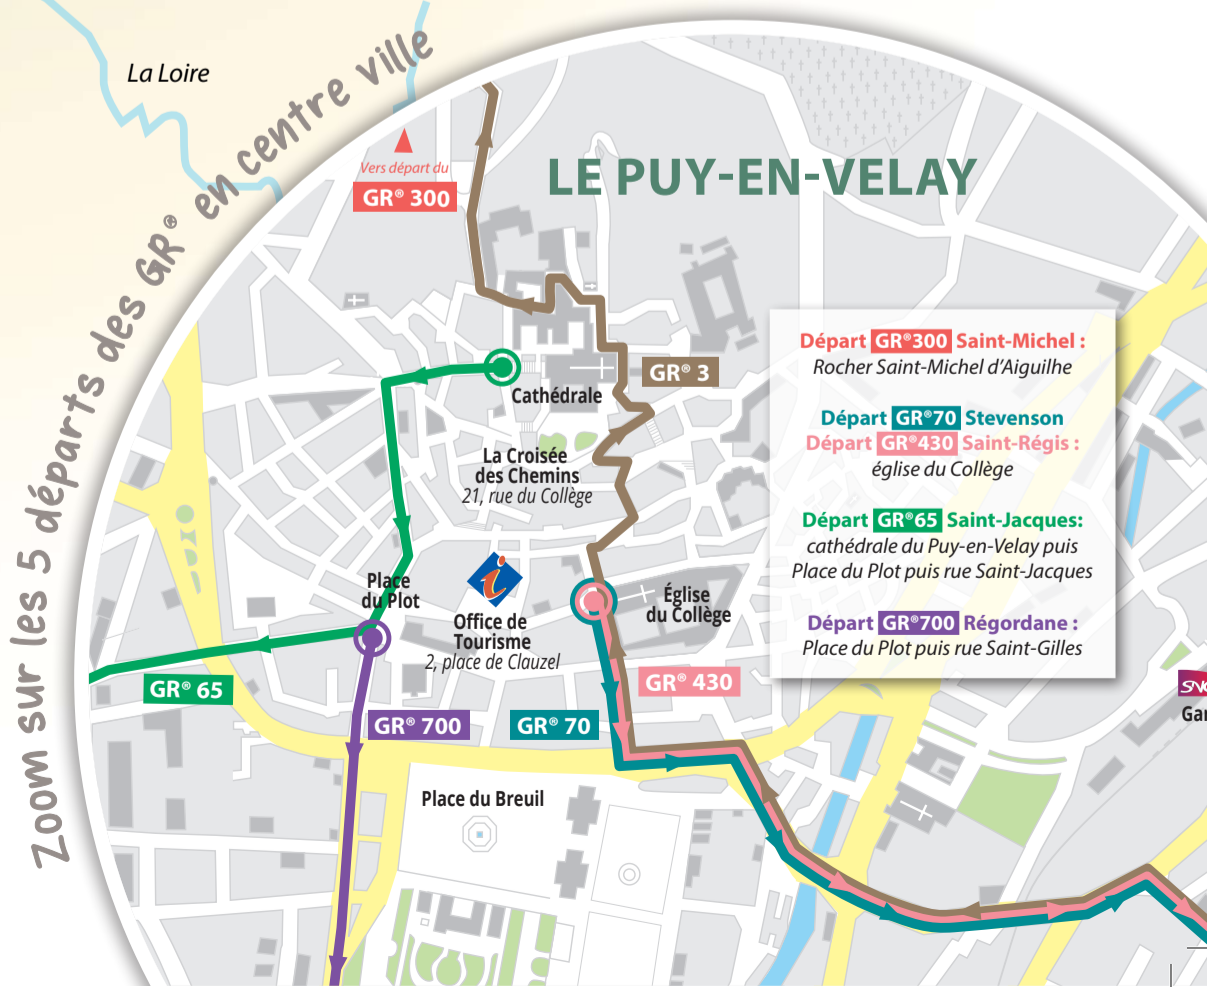 La Loire
Zoom sur les 5 départs des GR® en centre ville
Vers départ du
GR® 300
LE PUY-EN-VELAY
GR® 3
Cathédrale
La Croisée
des Chemins
21, rue du Collège
Place
du Plot
Office de
Tourisme
2, place de Clauzel
Église
du Collège
GR® 65
GR® 700
GR® 70
GR® 430
Place du Breuil
Départ GR®300 Saint-Michel :
Rocher Saint-Michel d'Aiguilhe
Départ GR®70 Stevenson
Départ GR®430 Saint-Régis :
église du Collège
Départ GR®65 Saint-Jacques:
cathédrale du Puy-en-Velay puis
Place du Plot puis rue Saint-Jacques
Départ GR®700 Régordane :
Place du Plot puis rue Saint-Gilles